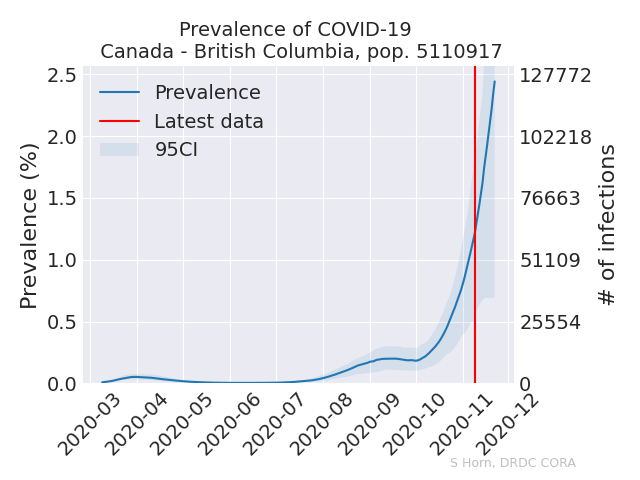 Prevalence of COVID-19
Canada - British Columbia, pop. 5110917
Prevalence
Latest data
95CI
Prevalence (%)
2.5
2.0
1.5
1.0
0.5
0.0
127772
102218
76663
51109
25554
0
# of infections
2020-03
2020-04
2020-05
2020-06
2020-07
2020-08
2020-09
2020-10
2020-11
2020-12
S Horn, DRDC CORA